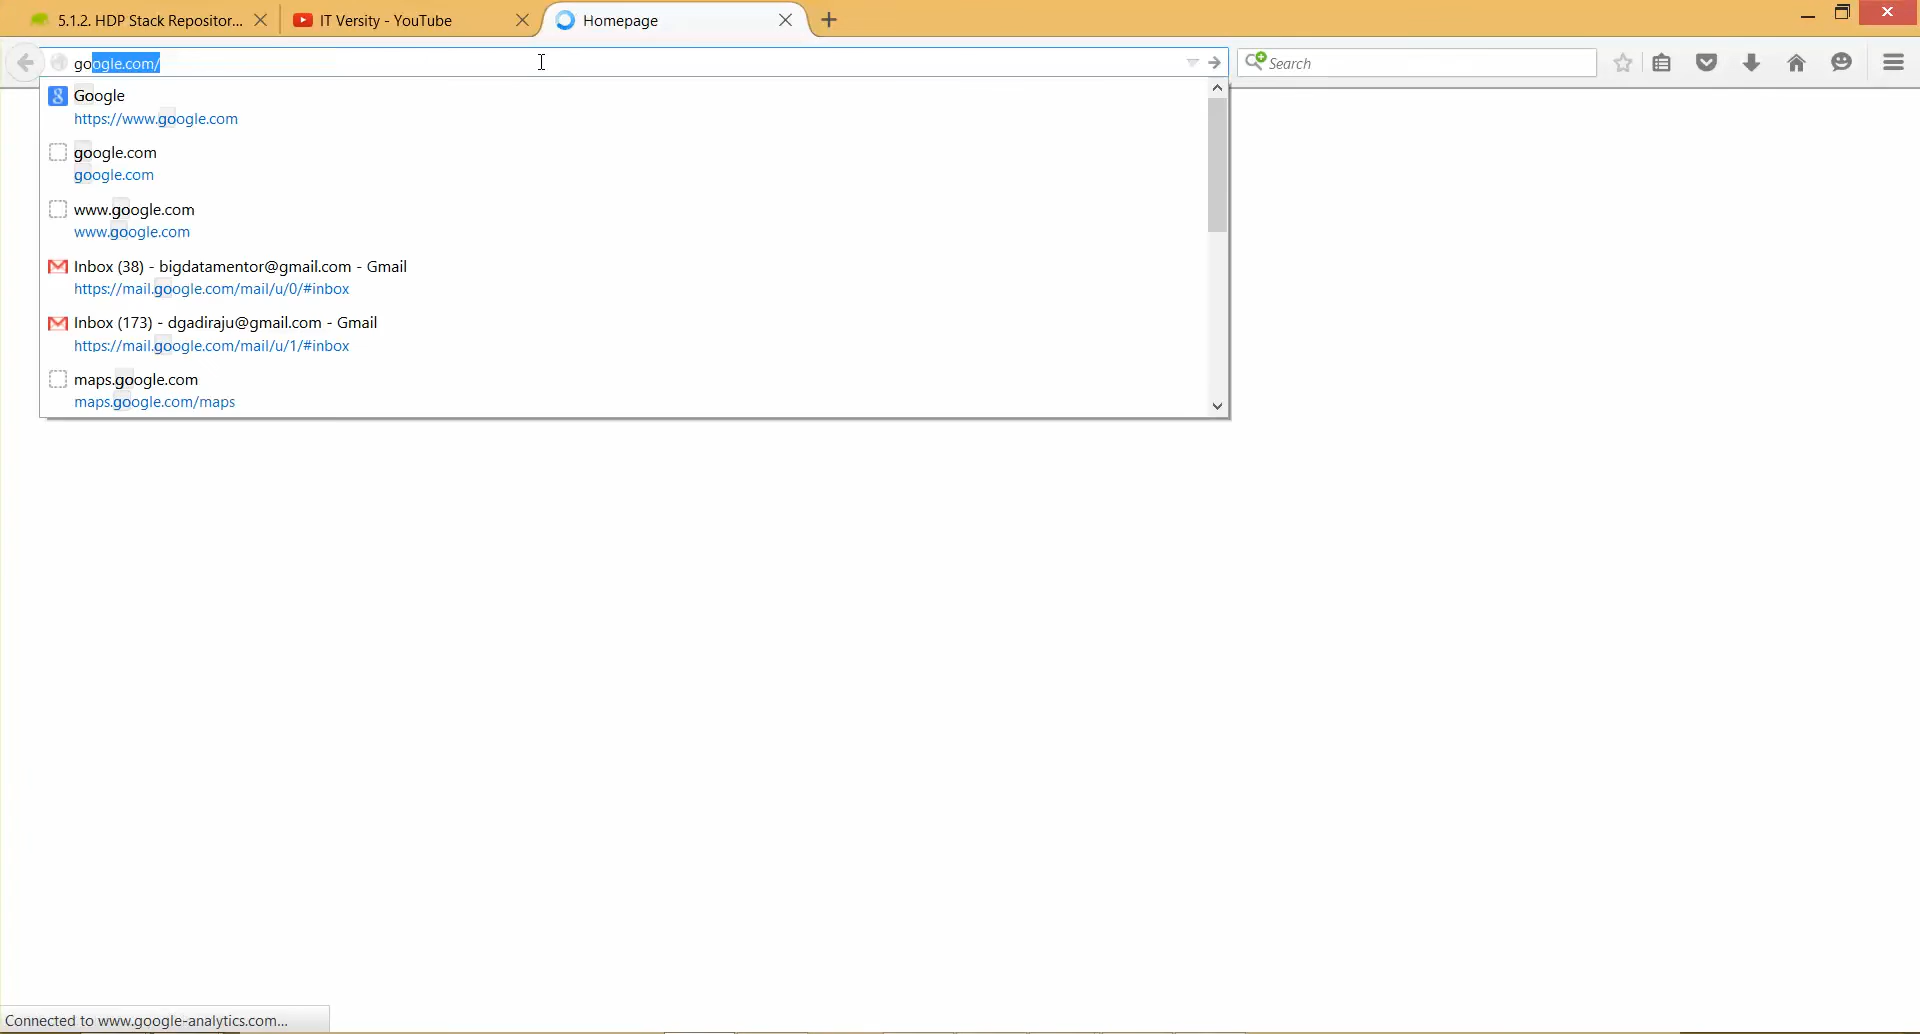 5.1.2. HDP Stack Repositor...
IT Versity - YouTube
Homepage
google.com/
Search
Google
https://www.google.com
google.com
google.com
www.google.com
www.google.com
Inbox (38) - bigdatamentor@gmail.com - Gmail
https://mail.google.com/mail/u/0/#inbox
Inbox (173) - dgadiraju@gmail.com - Gmail
https://mail.google.com/mail/u/1/#inbox
maps.google.com
maps.google.com/maps
Connected to www.google-analytics.com...